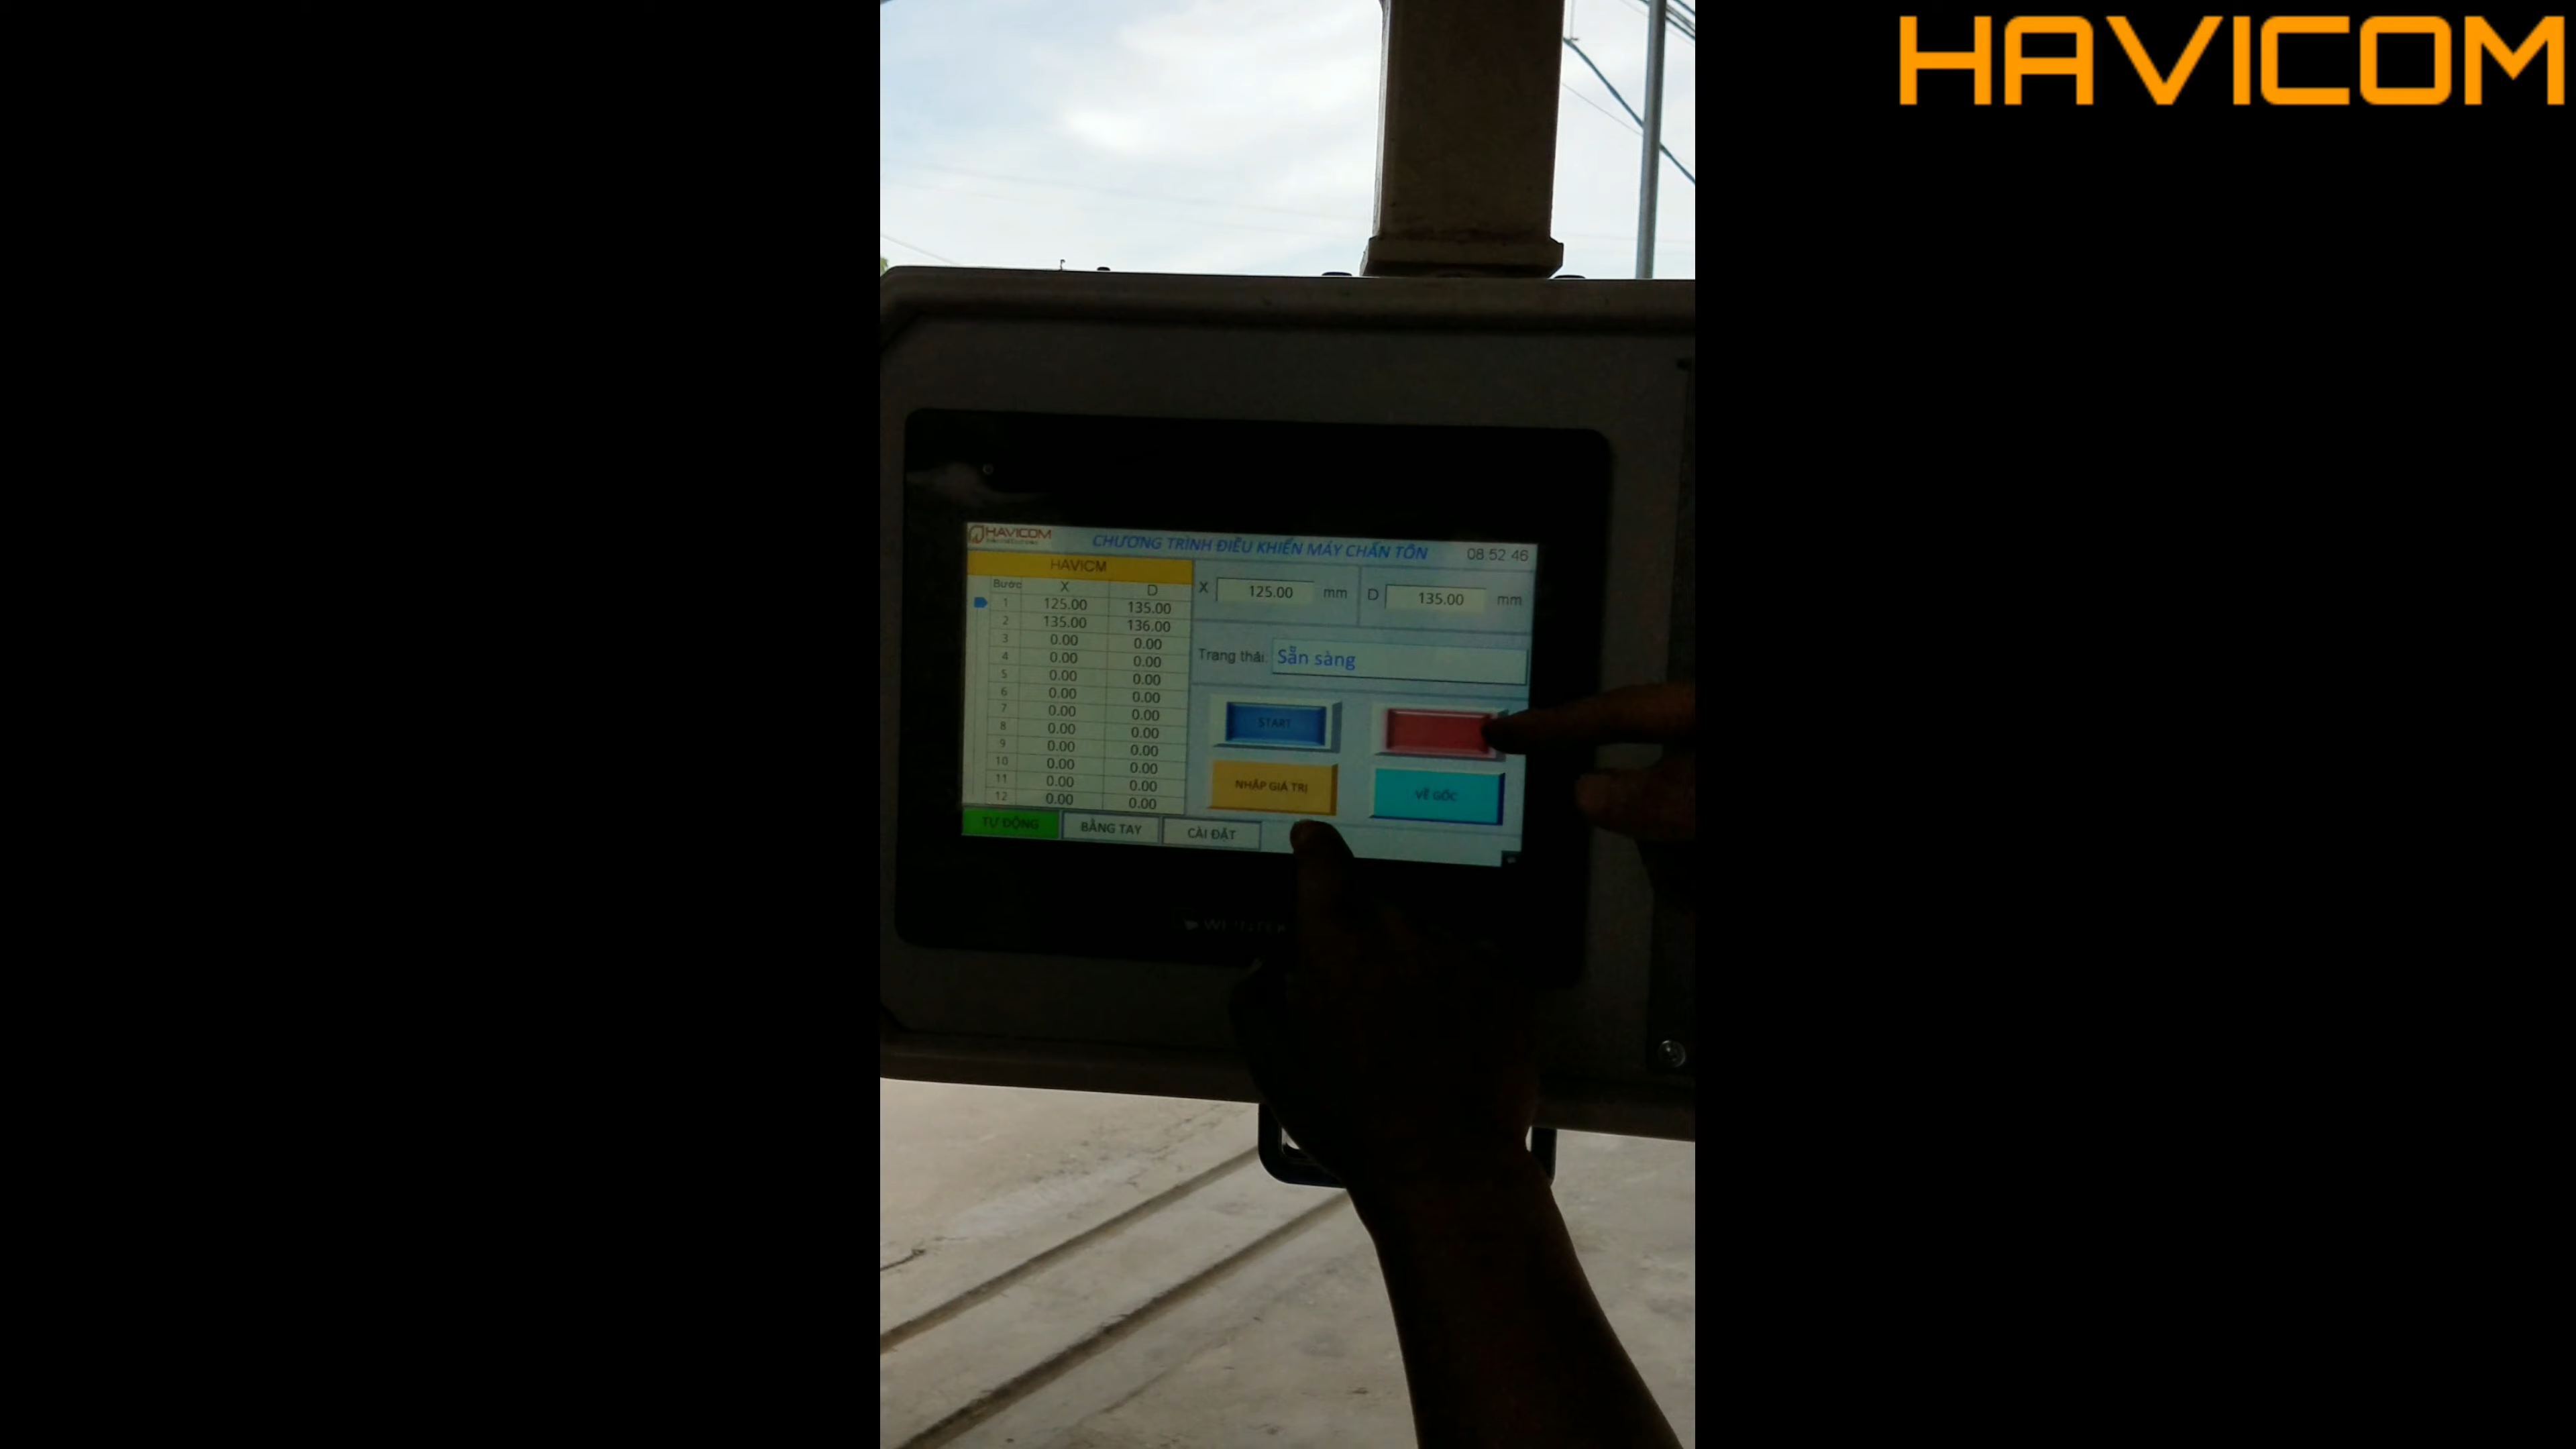 HAVICOM
HAVICOM
CHƯƠNG TRÌNH ĐIỀU KHIỂN MÁY CHẤN TÔN
08 52 46
HAVICM
Bước X D
1 125.00 135.00
2 135.00 136.00
3 0.00 0.00
4 0.00 0.00
5 0.00 0.00
6 0.00 0.00
7 0.00 0.00
8 0.00 0.00
9 0.00 0.00
10 0.00 0.00
11 0.00 0.00
12 0.00 0.00
X 125.00 mm
D 135.00 mm
Trạng thái: Sẵn sàng
START
NHẬP GIÁ TRỊ
VỀ GỐC
TỰ ĐỘNG
BẰNG TAY
CÀI ĐẶT